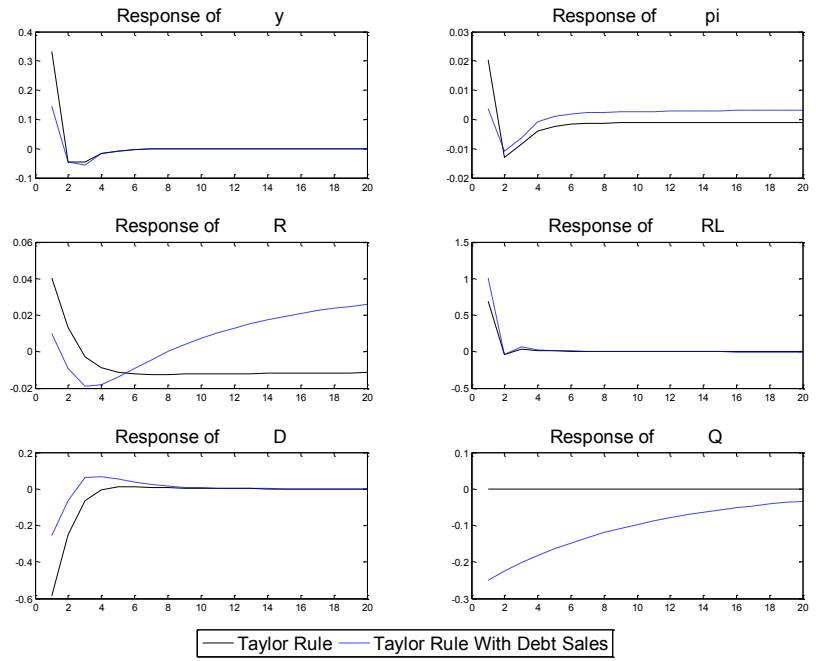 Response of y
0.4
0.3
0.2
0.1
0
-0.1
0 2 4 6 8 10 12 14 16 18 20
Response of pi
0.03
0.02
0.01
0
-0.01
-0.02
0 2 4 6 8 10 12 14 16 18 20
Response of R
0.06
0.04
0.02
0
-0.02
0 2 4 6 8 10 12 14 16 18 20
Response of RL
1.5
1
0.5
0
-0.5
0 2 4 6 8 10 12 14 16 18 20
Response of D
0.2
0
-0.2
-0.4
-0.6
0 2 4 6 8 10 12 14 16 18 20
Response of Q
0.1
0
-0.1
-0.2
-0.3
0 2 4 6 8 10 12 14 16 18 20
Taylor Rule Taylor Rule With Debt Sales